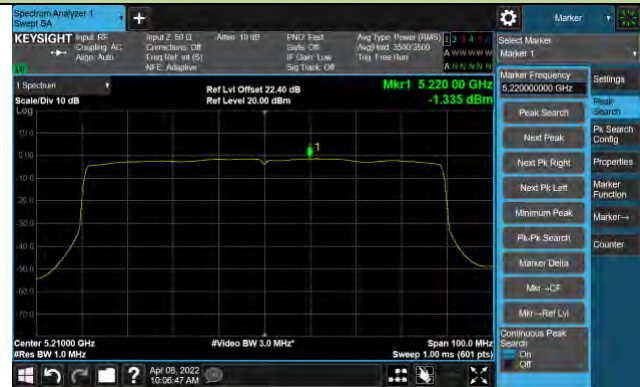 Spectrum Analyzer 1
Swept SA
Marker
KEYSIGHT
Input: RF
Coupling: AC
Align: Auto
Input Z: 50 Ω
Corrections: Off
Freq Ref: Int (S)
NFE: Adaptive
Atten: 10 dB
PNO: Fast
Gate: Off
IF Gain: Low
Sig Track: Off
Avg Type: Power (RMS)
Avg|Hold: 3500/3500
Trig: Free Run
1 2 3 4 5 6
A W W W W W
A N N N N N
Select Marker
Marker 1
1 Spectrum
Scale/Div 10 dB
Log
Ref Lvl Offset 22.40 dB
Ref Level 20.00 dBm
Mkr1 5.220 00 GHz
-1.335 dBm
1
10.0
0.00
-10.0
-20.0
-30.0
-40.0
-50.0
-60.0
-70.0
Center 5.21000 GHz
#Res BW 1.0 MHz
#Video BW 3.0 MHz*
Span 100.0 MHz
Sweep 1.00 ms (601 pts)
Marker Frequency
5.220000000 GHz
Peak Search
Next Peak
Next Pk Right
Next Pk Left
Minimum Peak
Pk-Pk Search
Marker Delta
Mkr→CF
Mkr→Ref Lvl
Continuous Peak
Search
On
Off
Settings
Peak
Search
Pk Search
Config
Properties
Marker
Function
Marker→
Counter
?
Apr 08, 2022
10:06:47 AM